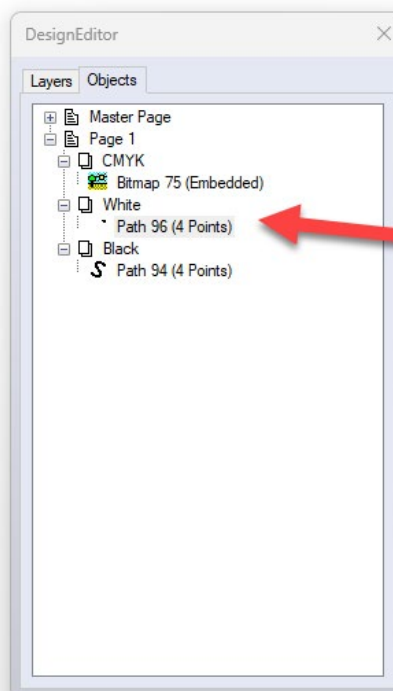 DesignEditor
Layers Objects
Master Page
Page 1
CMYK
Bitmap 75 (Embedded)
White
Path 96 (4 Points)
Black
Path 94 (4 Points)